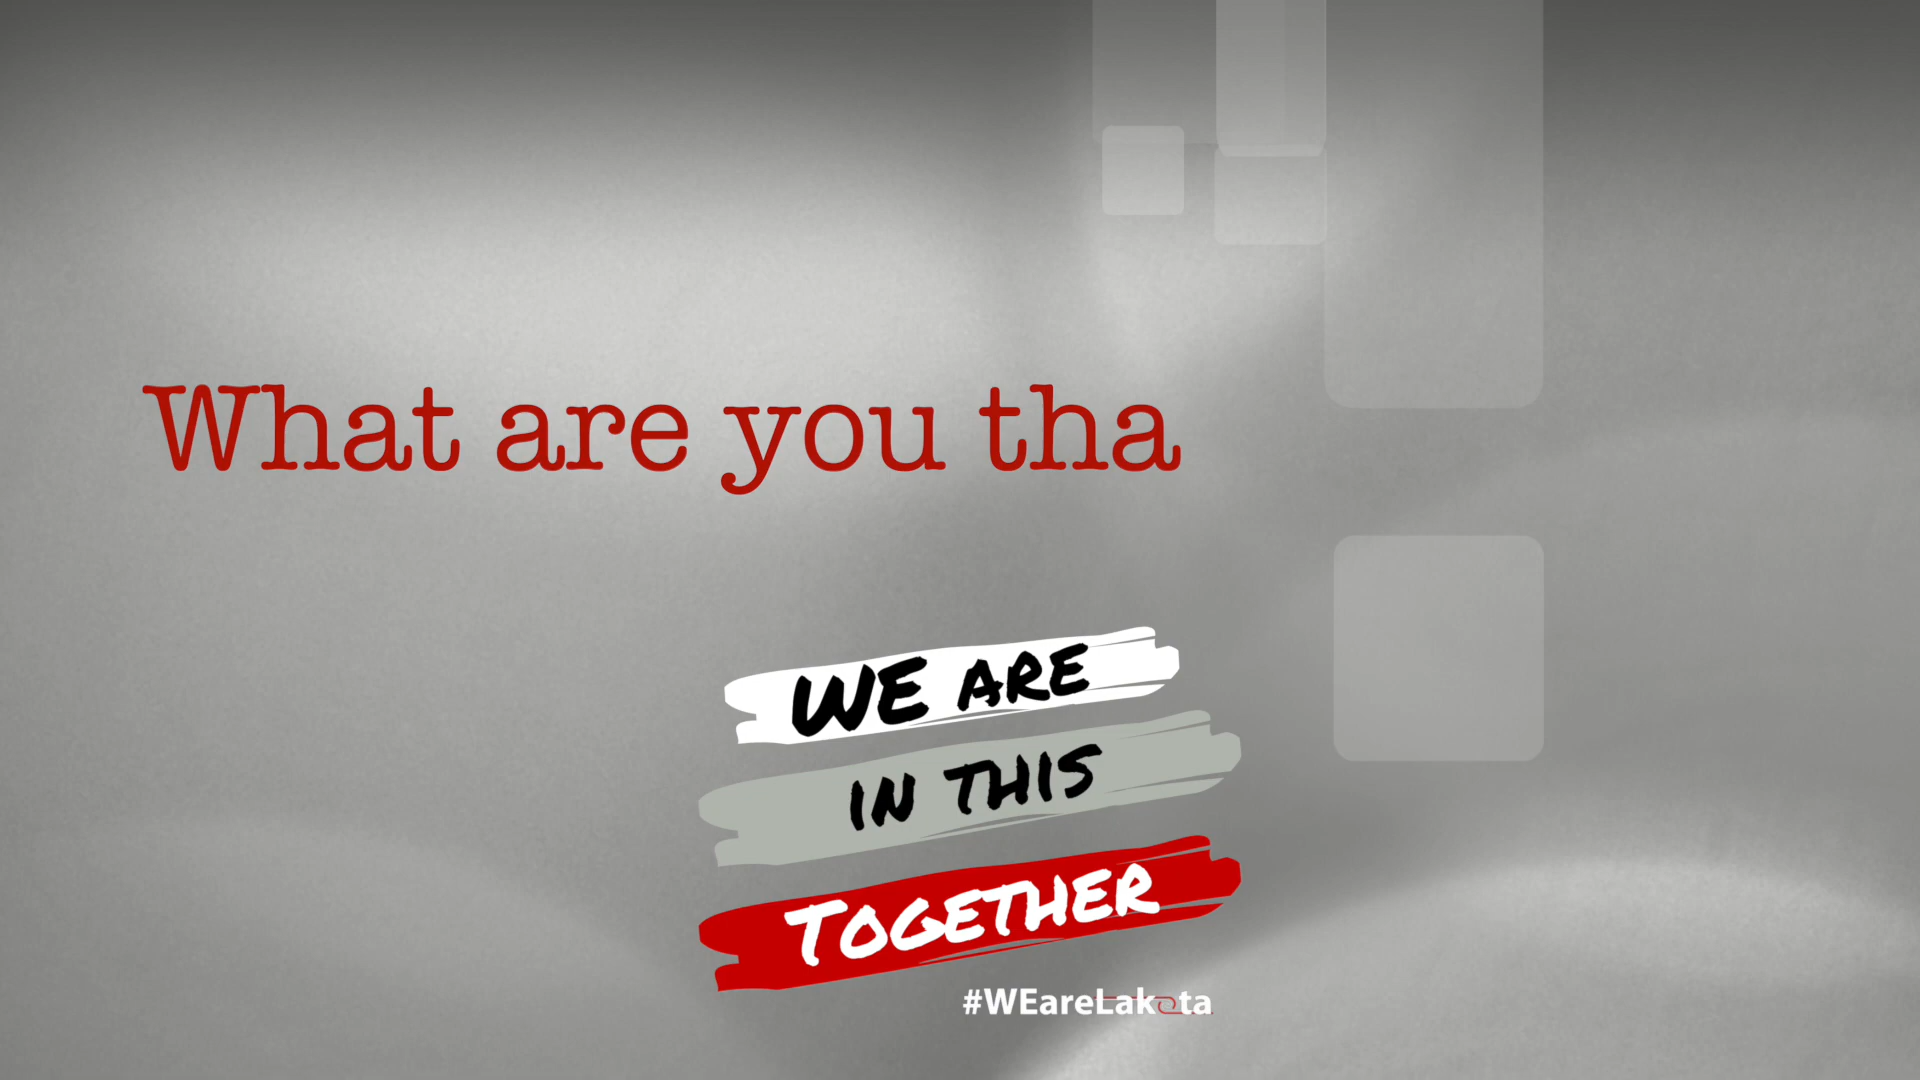 What are you tha
WE ARE
IN THIS
TOGETHER
#WEareLakota